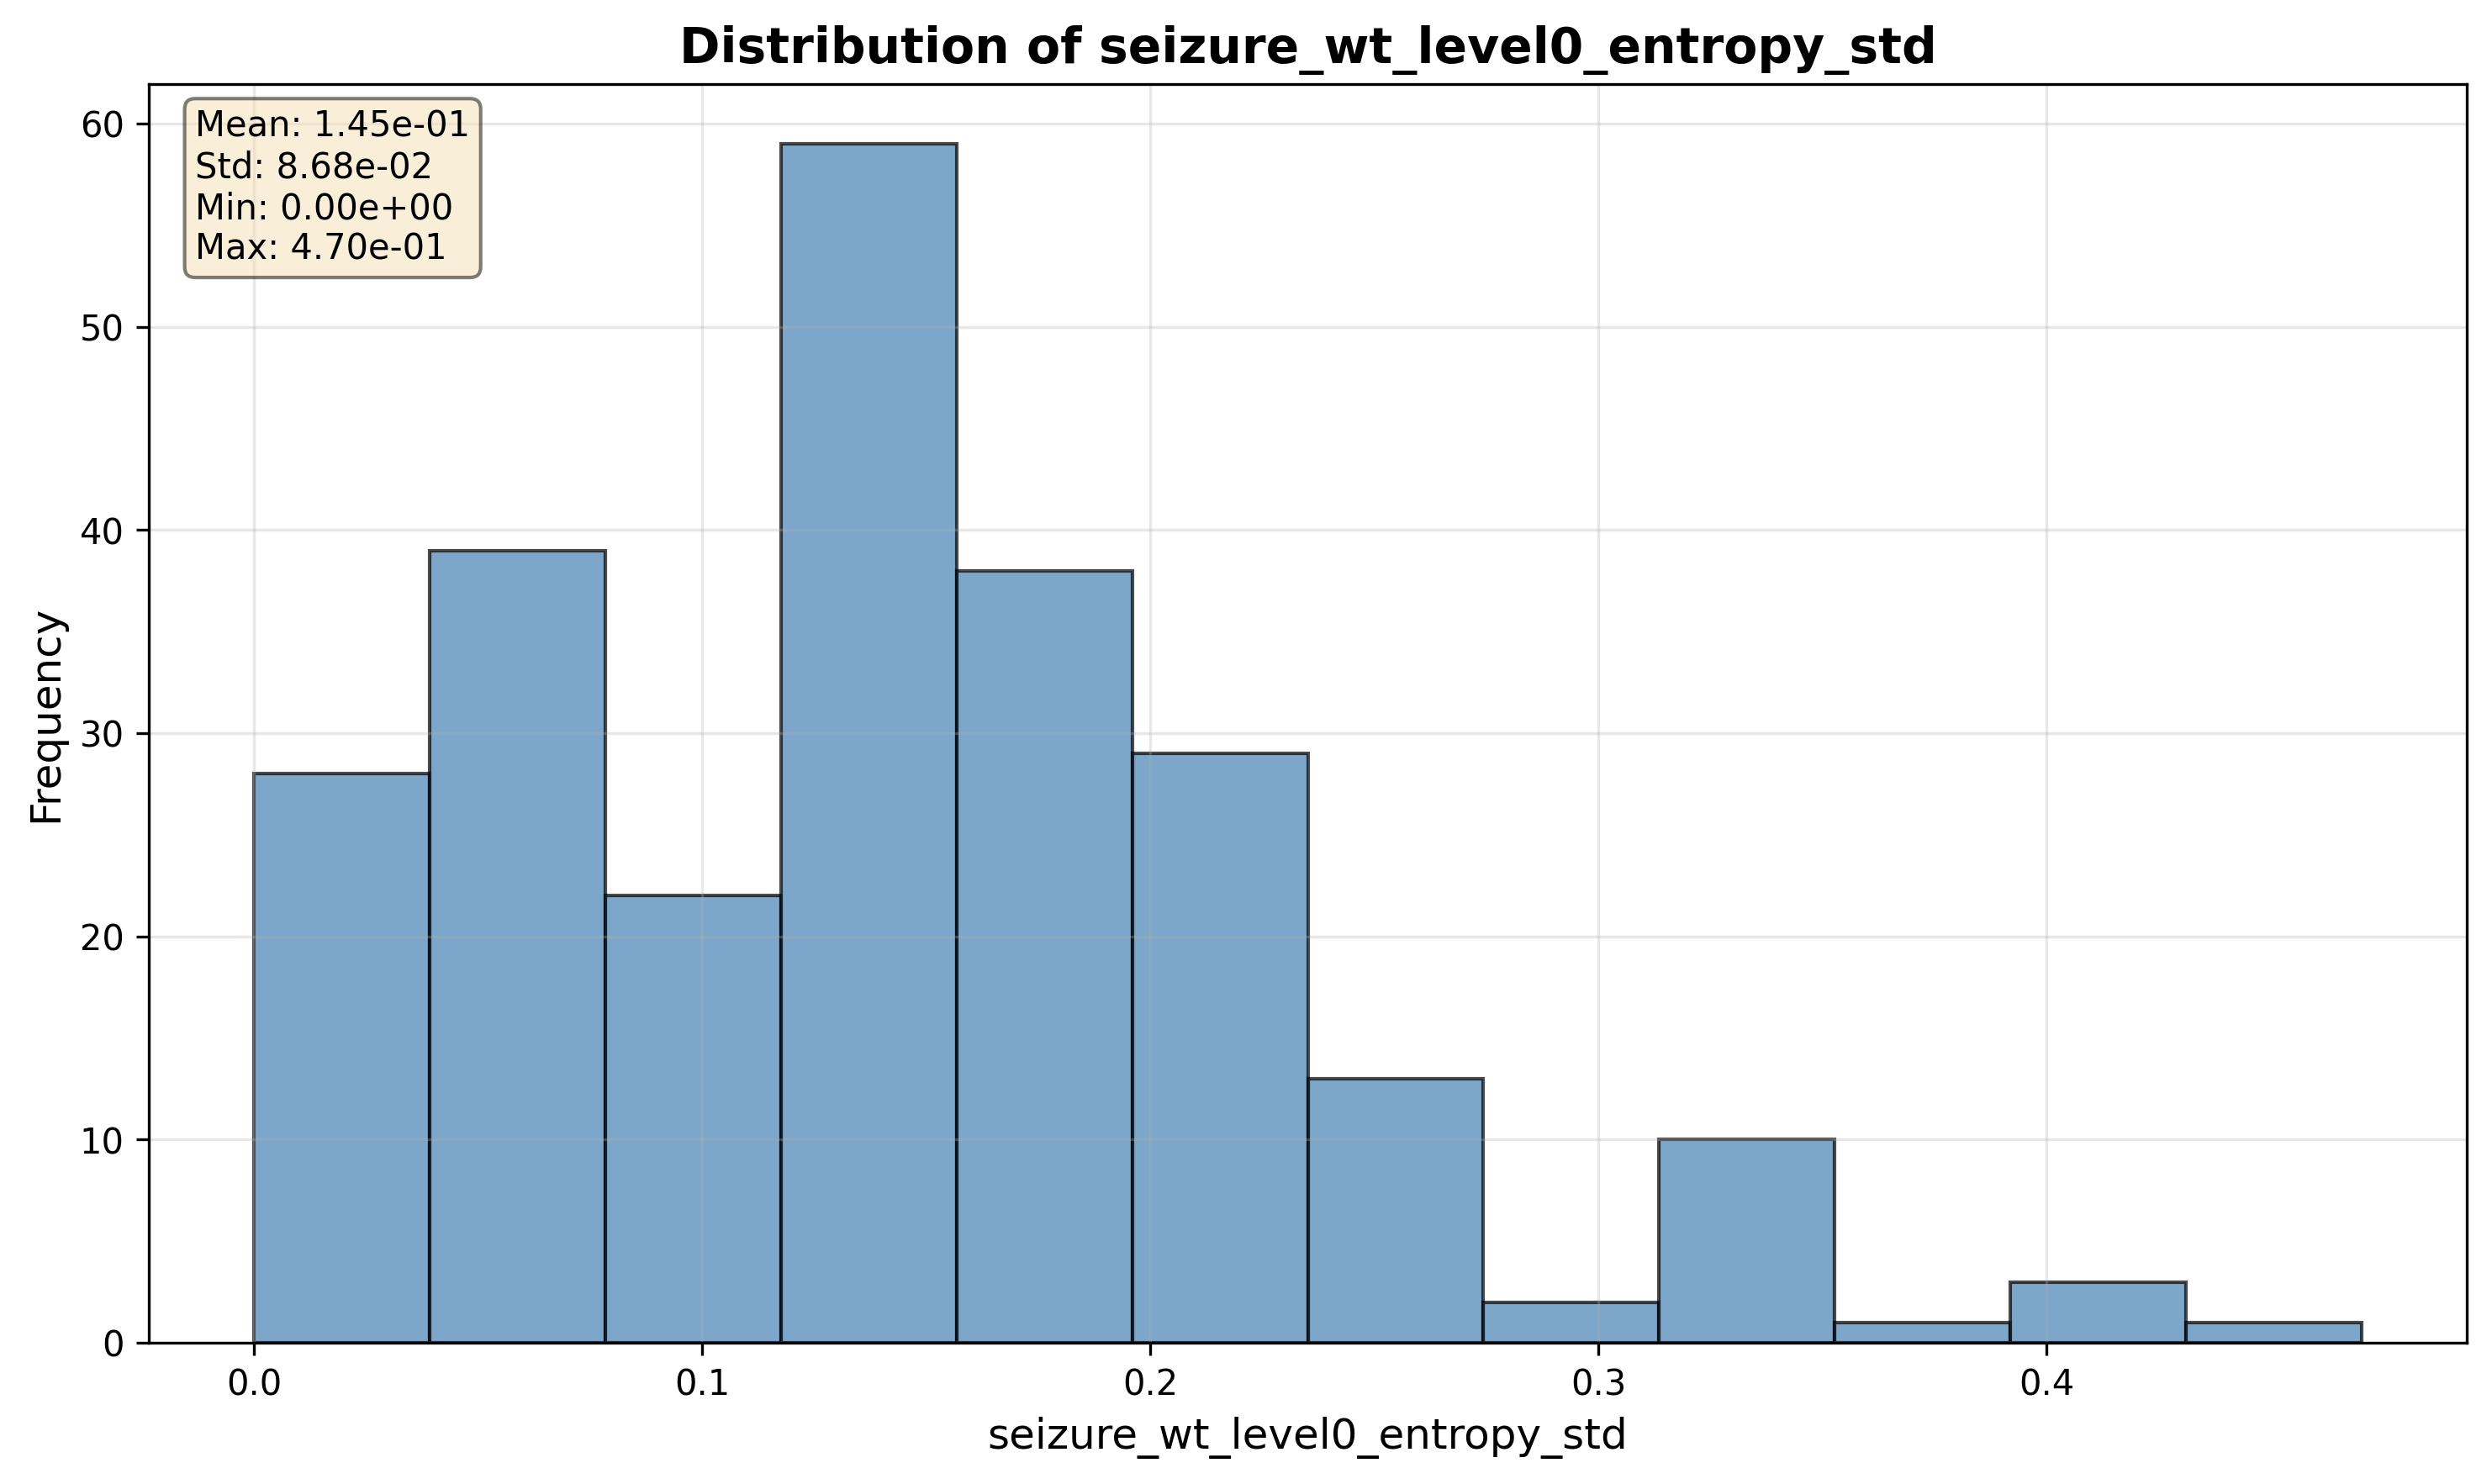 Distribution of seizure_wt_level0_entropy_std
Mean: 1.45e-01
Std: 8.68e-02
Min: 0.00e+00
Max: 4.70e-01
60
50
40
30
20
10
0
Frequency
0.0 0.1 0.2 0.3 0.4
seizure_wt_level0_entropy_std